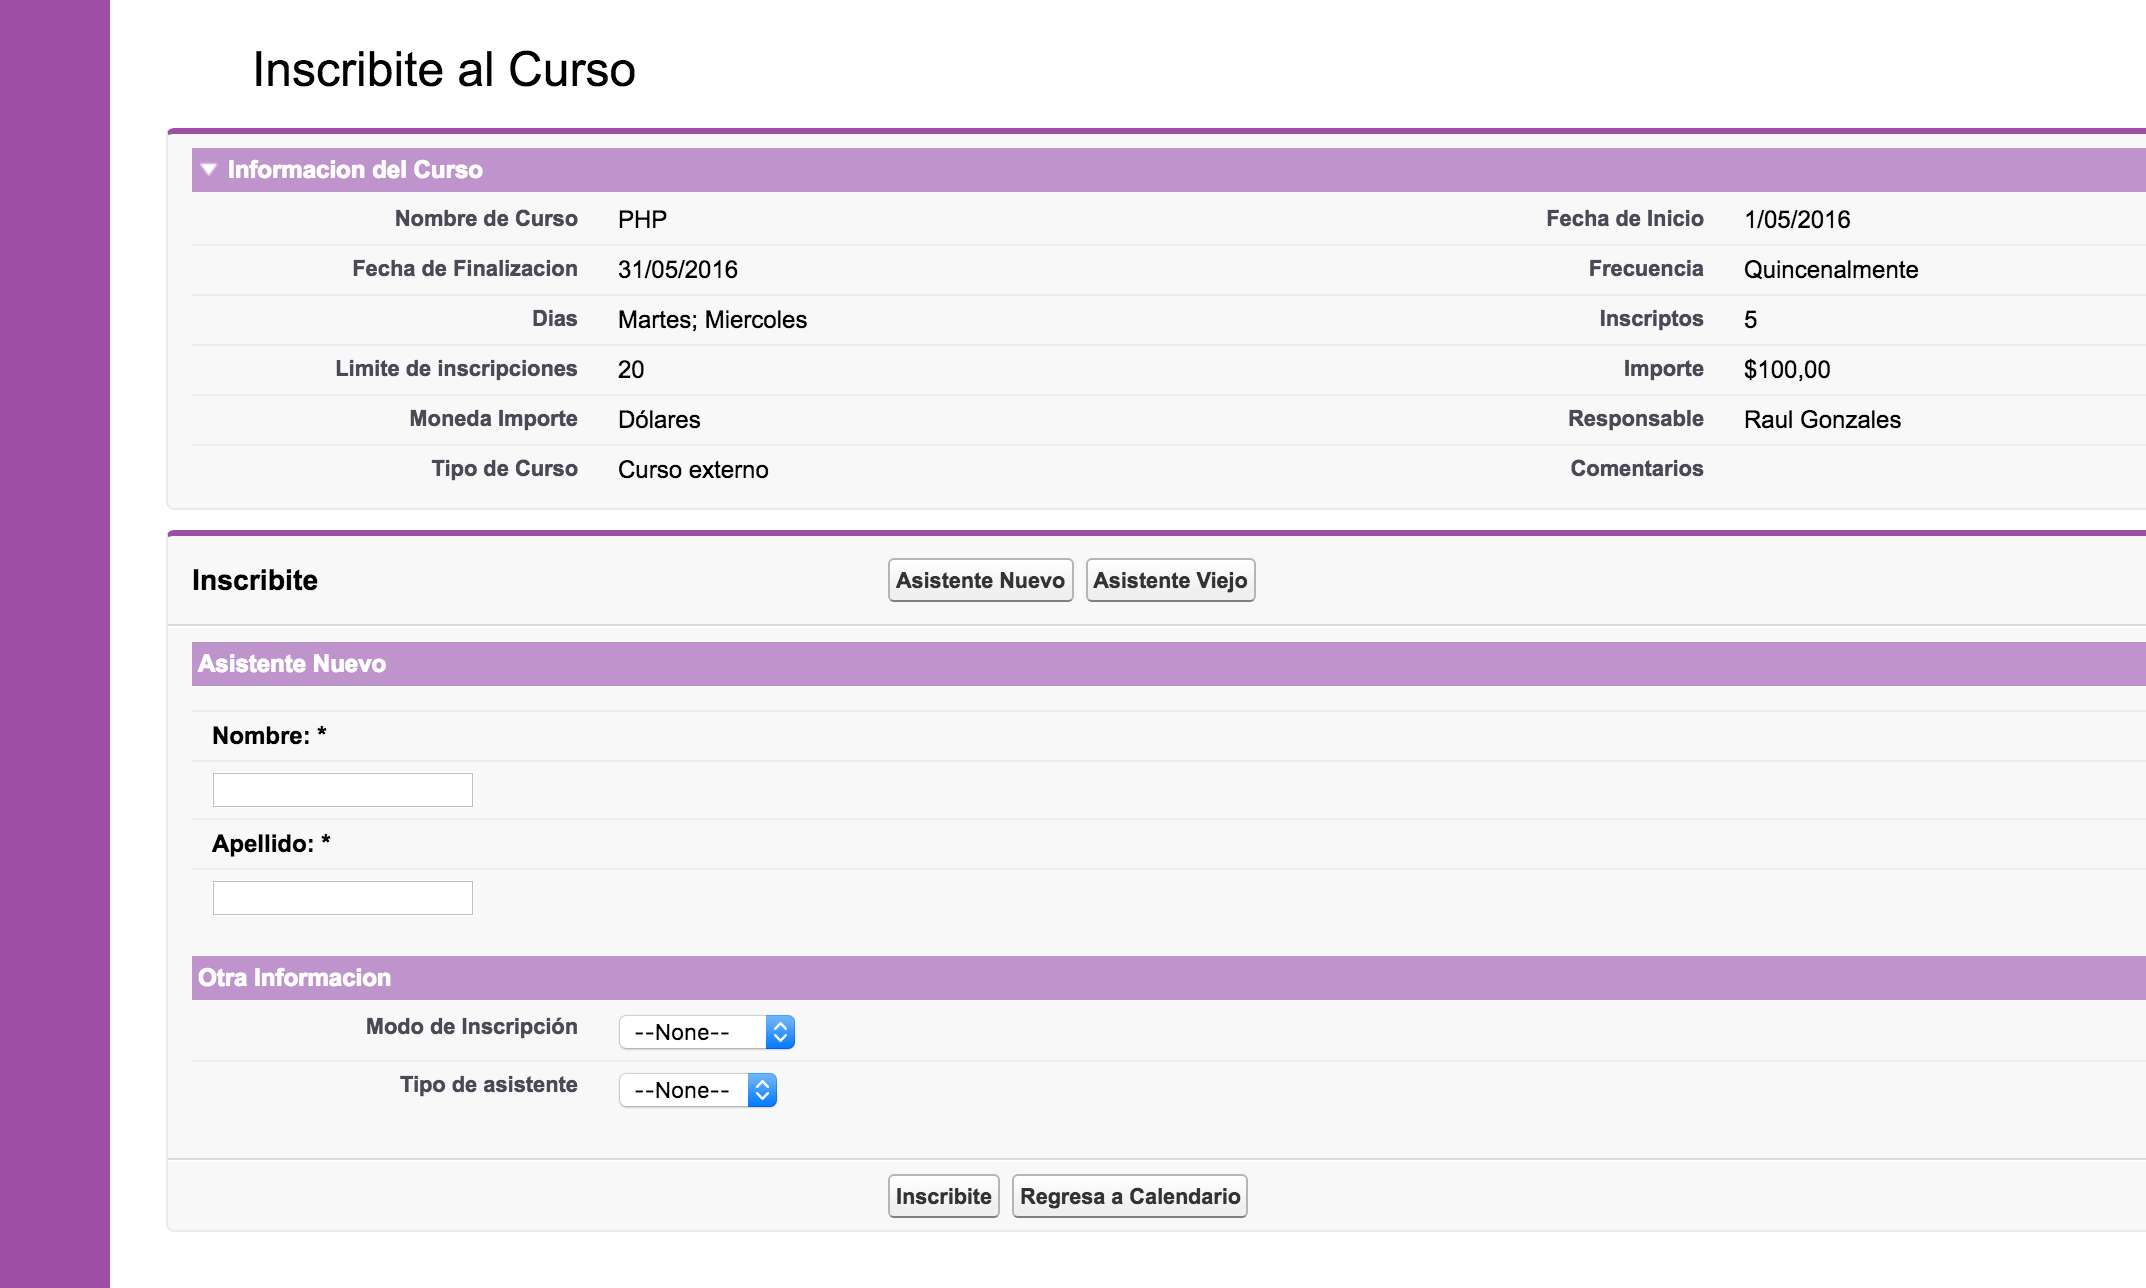 Inscribite al Curso
Informacion del Curso
Nombre de Curso PHP Fecha de Inicio 1/05/2016
Fecha de Finalizacion 31/05/2016 Frecuencia Quincenalmente
Dias Martes; Miercoles Inscriptos 5
Limite de inscripciones 20 Importe $100,00
Moneda Importe Dólares Responsable Raul Gonzales
Tipo de Curso Curso externo Comentarios
Inscribite Asistente Nuevo Asistente Viejo
Asistente Nuevo
Nombre: *
Apellido: *
Otra Informacion
Modo de Inscripción --None--
Tipo de asistente --None--
Inscribite Regresa a Calendario